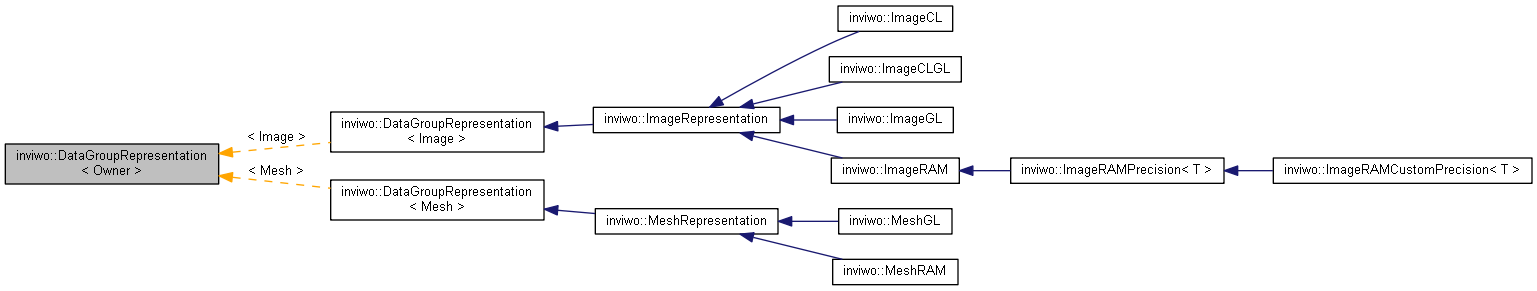 inviwo::ImageCL
inviwo::ImageCLGL
inviwo::DataGroupRepresentation
< Image >
inviwo::ImageRepresentation
inviwo::ImageGL
< Image >
inviwo::DataGroupRepresentation
< Owner >
inviwo::ImageRAM
inviwo::ImageRAMPrecision< T >
inviwo::ImageRAMCustomPrecision< T >
< Mesh >
inviwo::DataGroupRepresentation
< Mesh >
inviwo::MeshRepresentation
inviwo::MeshGL
inviwo::MeshRAM